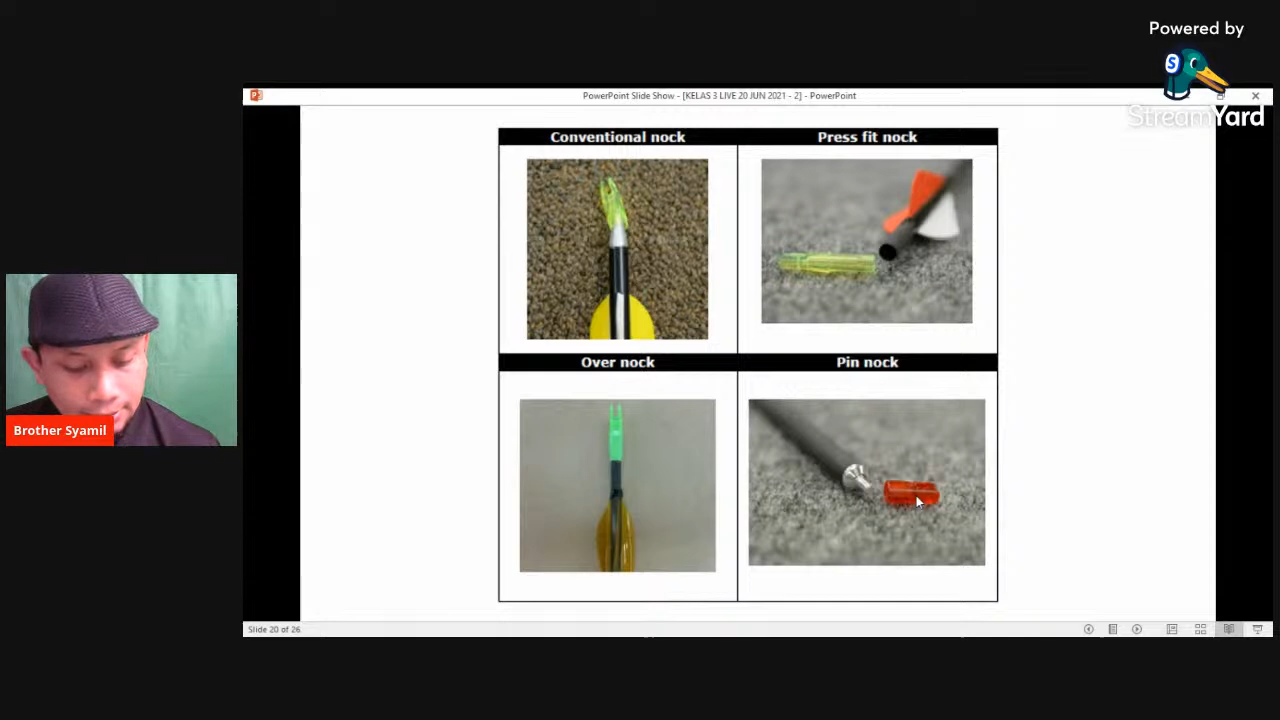 Powered by
S
StreamYard
PowerPoint Slide Show - [KELAS 3 LIVE 20 JUN 2021 - 2] - PowerPoint
Conventional nock
Press fit nock
Over nock
Pin nock
Brother Syamil
Slide 20 of 26